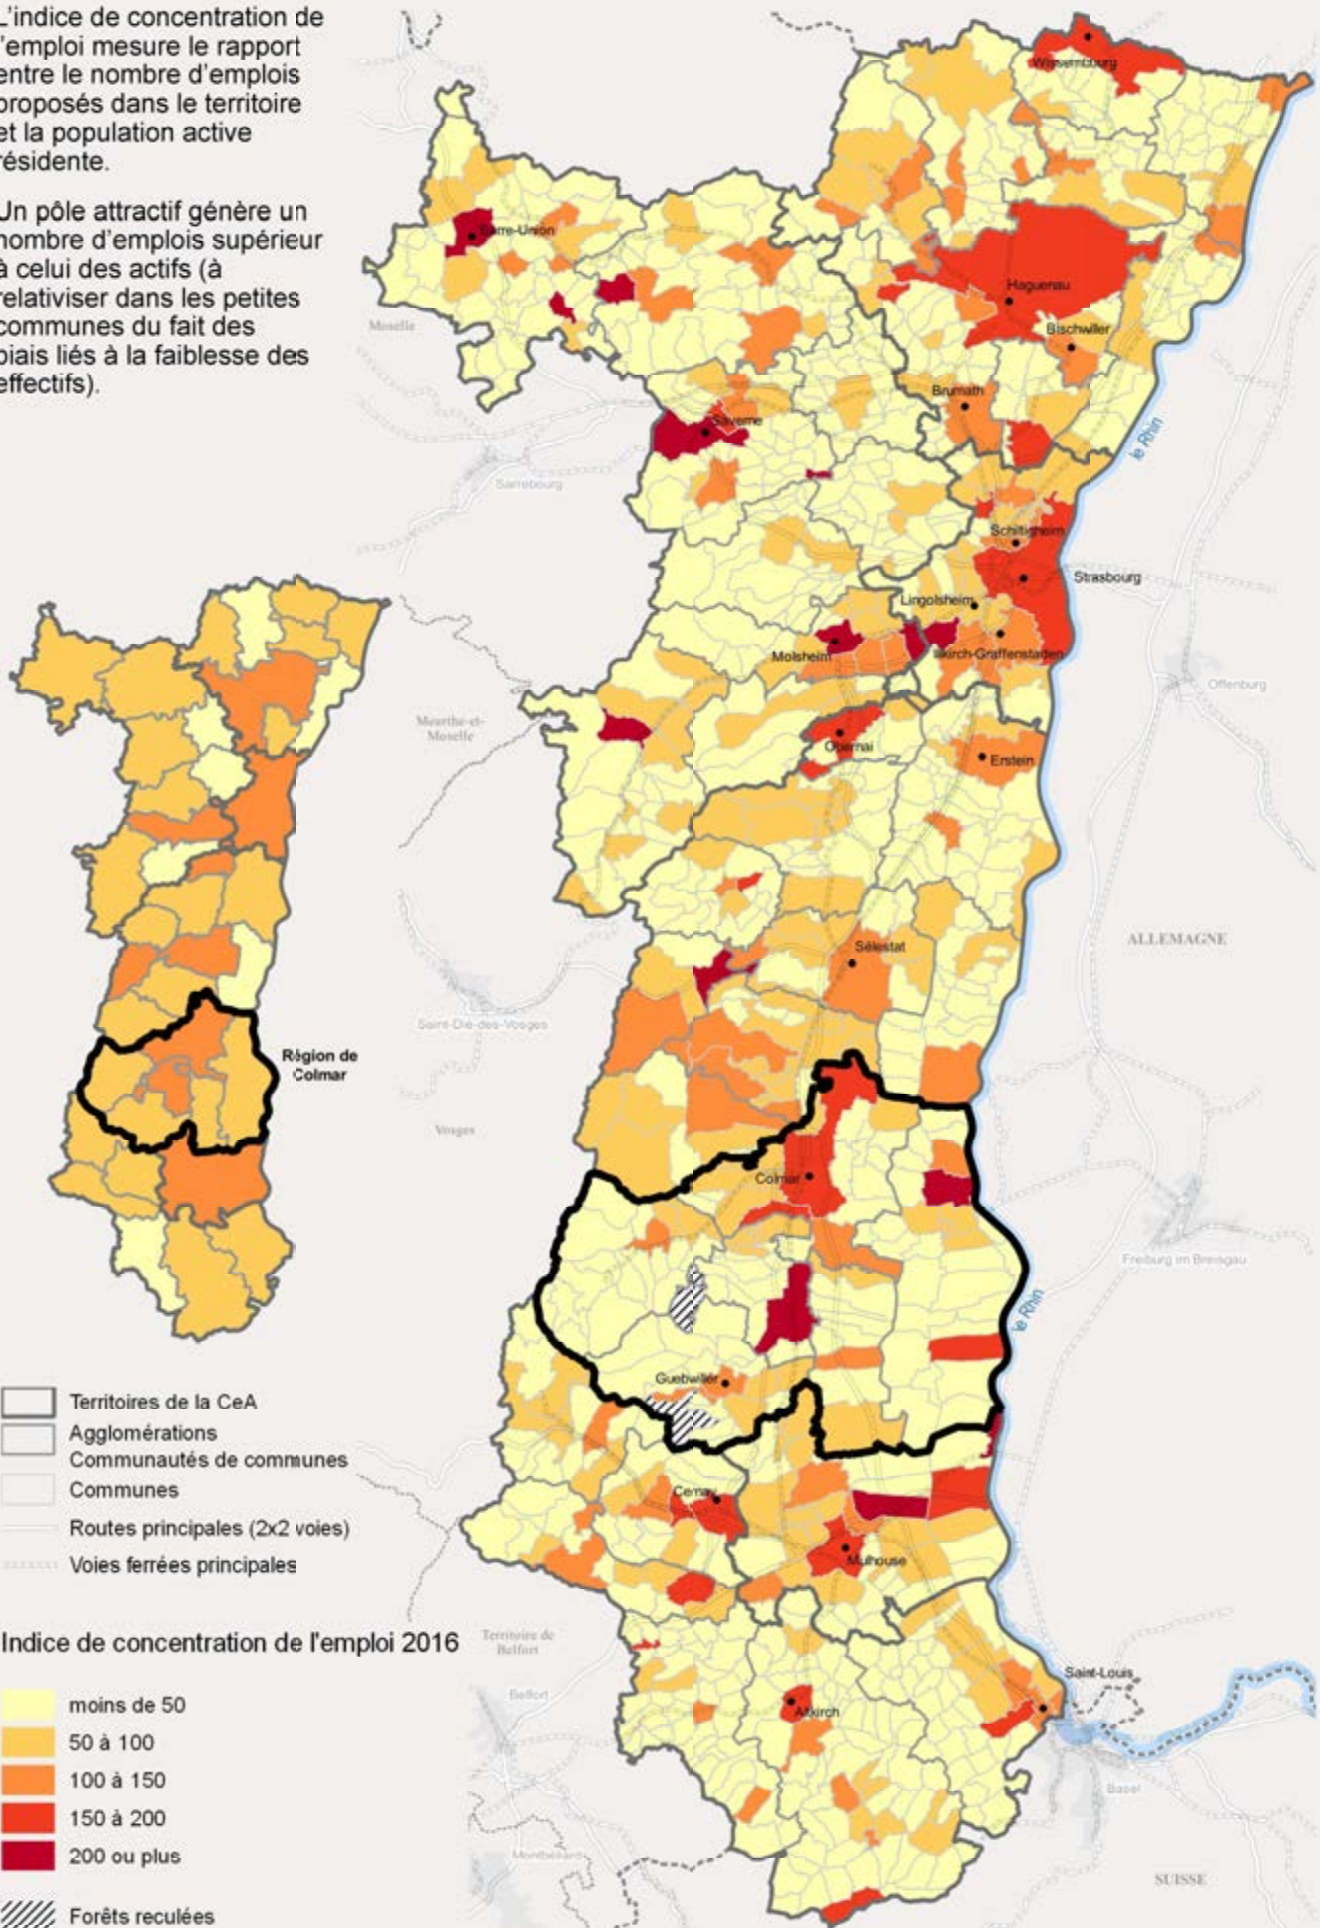 L'indice de concentration de
l'emploi mesure le rapport
entre le nombre d'emplois
proposés dans le territoire
et la population active
résidente.
Un pôle attractif génère un
nombre d'emplois supérieur
à celui des actifs (à
relativiser dans les petites
communes du fait des
biais liés à la faiblesse des
effectifs).
Wissembourg
Sarre-Union
Haguenau
Moselle
Bischwiller
Brumath
Saverne
le Rhin
Sarrebourg
Schiltigheim
Strasbourg
Lingolsheim
Molsheim
Illkirch-Graffenstaden
Offenburg
Meurthe-et-
Moselle
Obernai
Erstein
ALLEMAGNE
Sélestat
Saint-Dié-des-Vosges
Région de
Colmar
Vosges
Colmar
Freiburg im Breisgau
le Rhin
Guebwiller
Territoires de la CeA
Agglomérations
Communautés de communes
Communes
Routes principales (2x2 voies)
Voies ferrées principales
Cernay
Mulhouse
Indice de concentration de l'emploi 2016
moins de 50
50 à 100
100 à 150
150 à 200
200 ou plus
Forêts reculées
Territoire de
Belfort
Belfort
Saint-Louis
Altkirch
Basel
Montbéliard
SUISSE